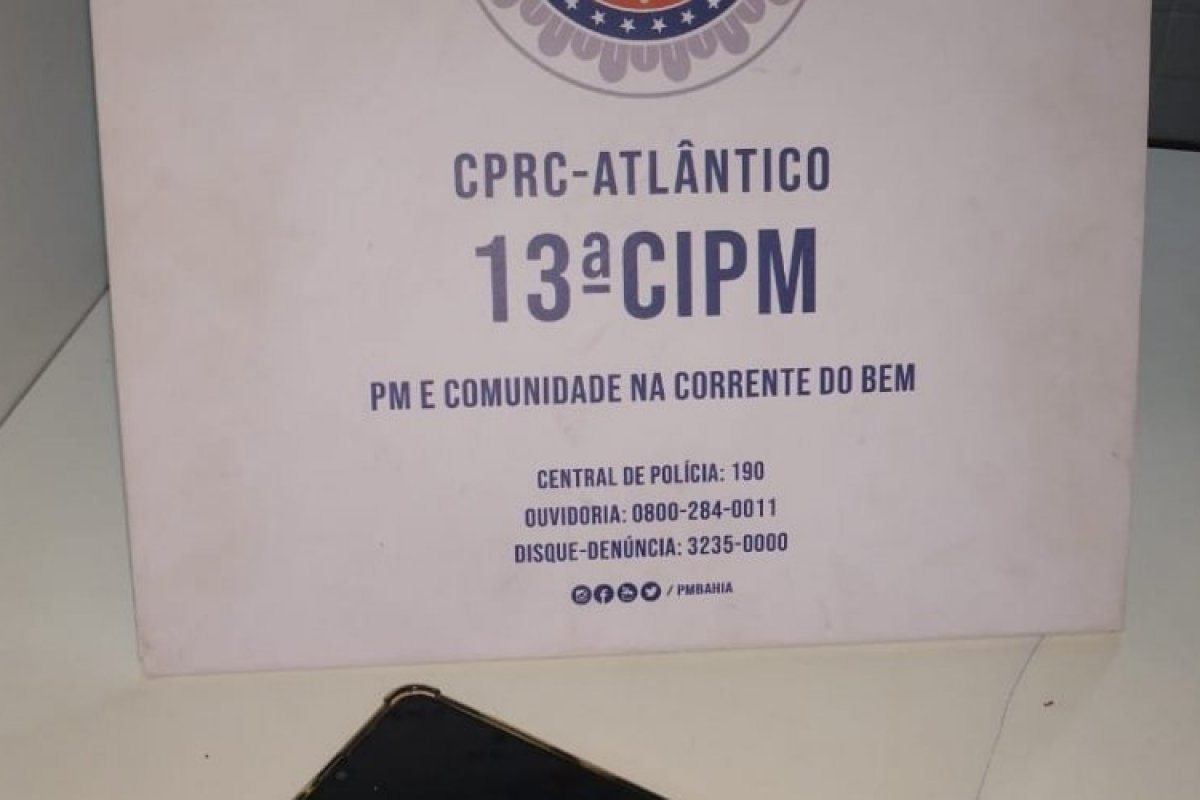 CPRC-ATLÂNTICO
13ªCIPM
PM E COMUNIDADE NA CORRENTE DO BEM
CENTRAL DE POLÍCIA: 190
OUVIDORIA: 0800-284-0011
DISQUE-DENÚNCIA: 3235-0000
/ PMBAHIA